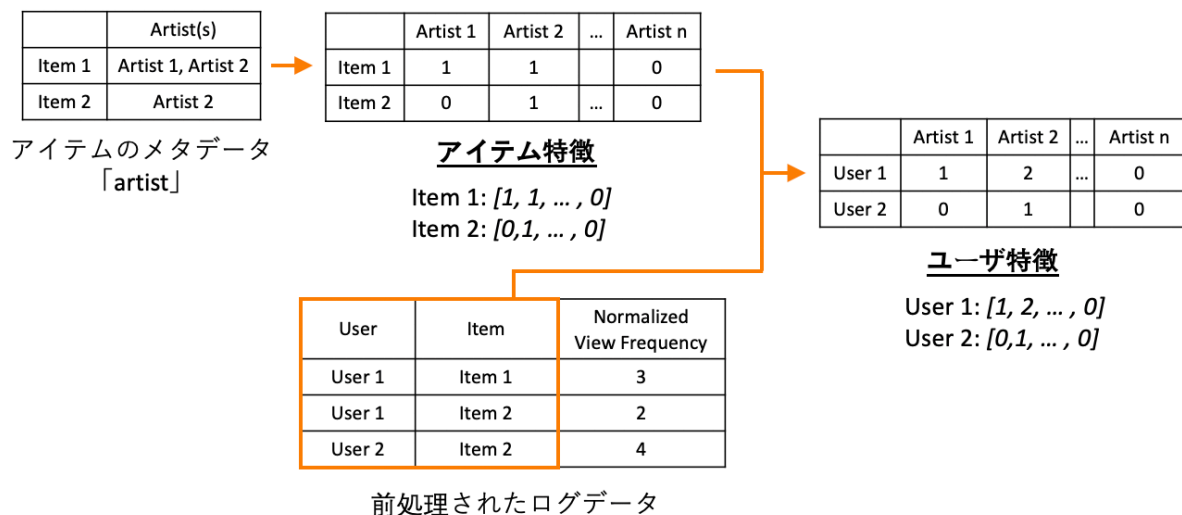 Artist(s)
Item 1 Artist 1, Artist 2
Item 2 Artist 2
アイテムのメタデータ
「artist」
Artist 1 Artist 2 ... Artist n
Item 1 1 1 0
Item 2 0 1 ... 0
アイテム特徴
Item 1: [1, 1, ... , 0]
Item 2: [0,1, ... , 0]
User Item Normalized
View Frequency
User 1 Item 1 3
User 1 Item 2 2
User 2 Item 2 4
前処理されたログデータ
Artist 1 Artist 2 ... Artist n
User 1 1 2 ... 0
User 2 0 1 0
ユーザ特徴
User 1: [1, 2, ... , 0]
User 2: [0,1, ... , 0]